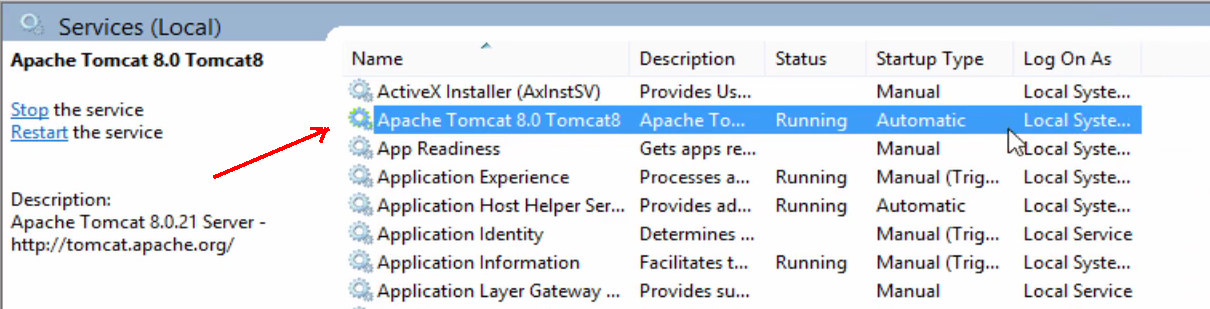 Services (Local)
Apache Tomcat 8.0 Tomcat8
Stop the service
Restart the service
Description:
Apache Tomcat 8.0.21 Server -
http://tomcat.apache.org/
Name Description Status Startup Type Log On As
ActiveX Installer (AxInstSV) Provides Us... Manual Local Syste...
Apache Tomcat 8.0 Tomcat8 Apache To... Running Automatic Local Syste...
App Readiness Gets apps re... Manual Local Syste...
Application Experience Processes a... Running Manual (Trig... Local Syste...
Application Host Helper Ser... Provides ad... Running Automatic Local Syste...
Application Identity Determines ... Manual (Trig... Local Service
Application Information Facilitates t... Running Manual (Trig... Local Syste...
Application Layer Gateway ... Provides su... Manual Local Service